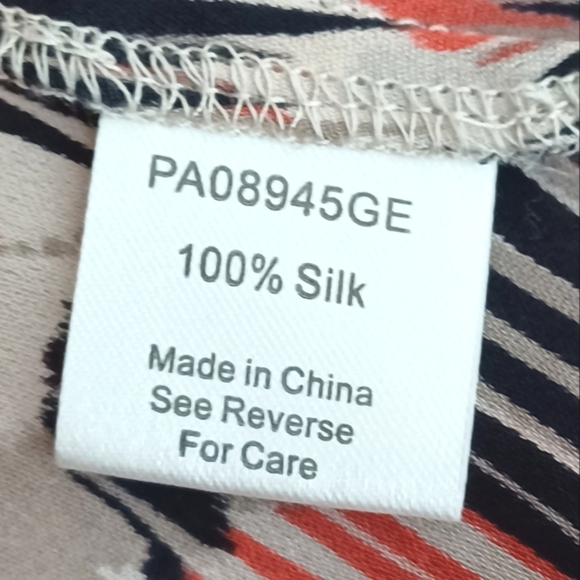 PA08945GE
100% Silk
Made in China
See Reverse
For Care